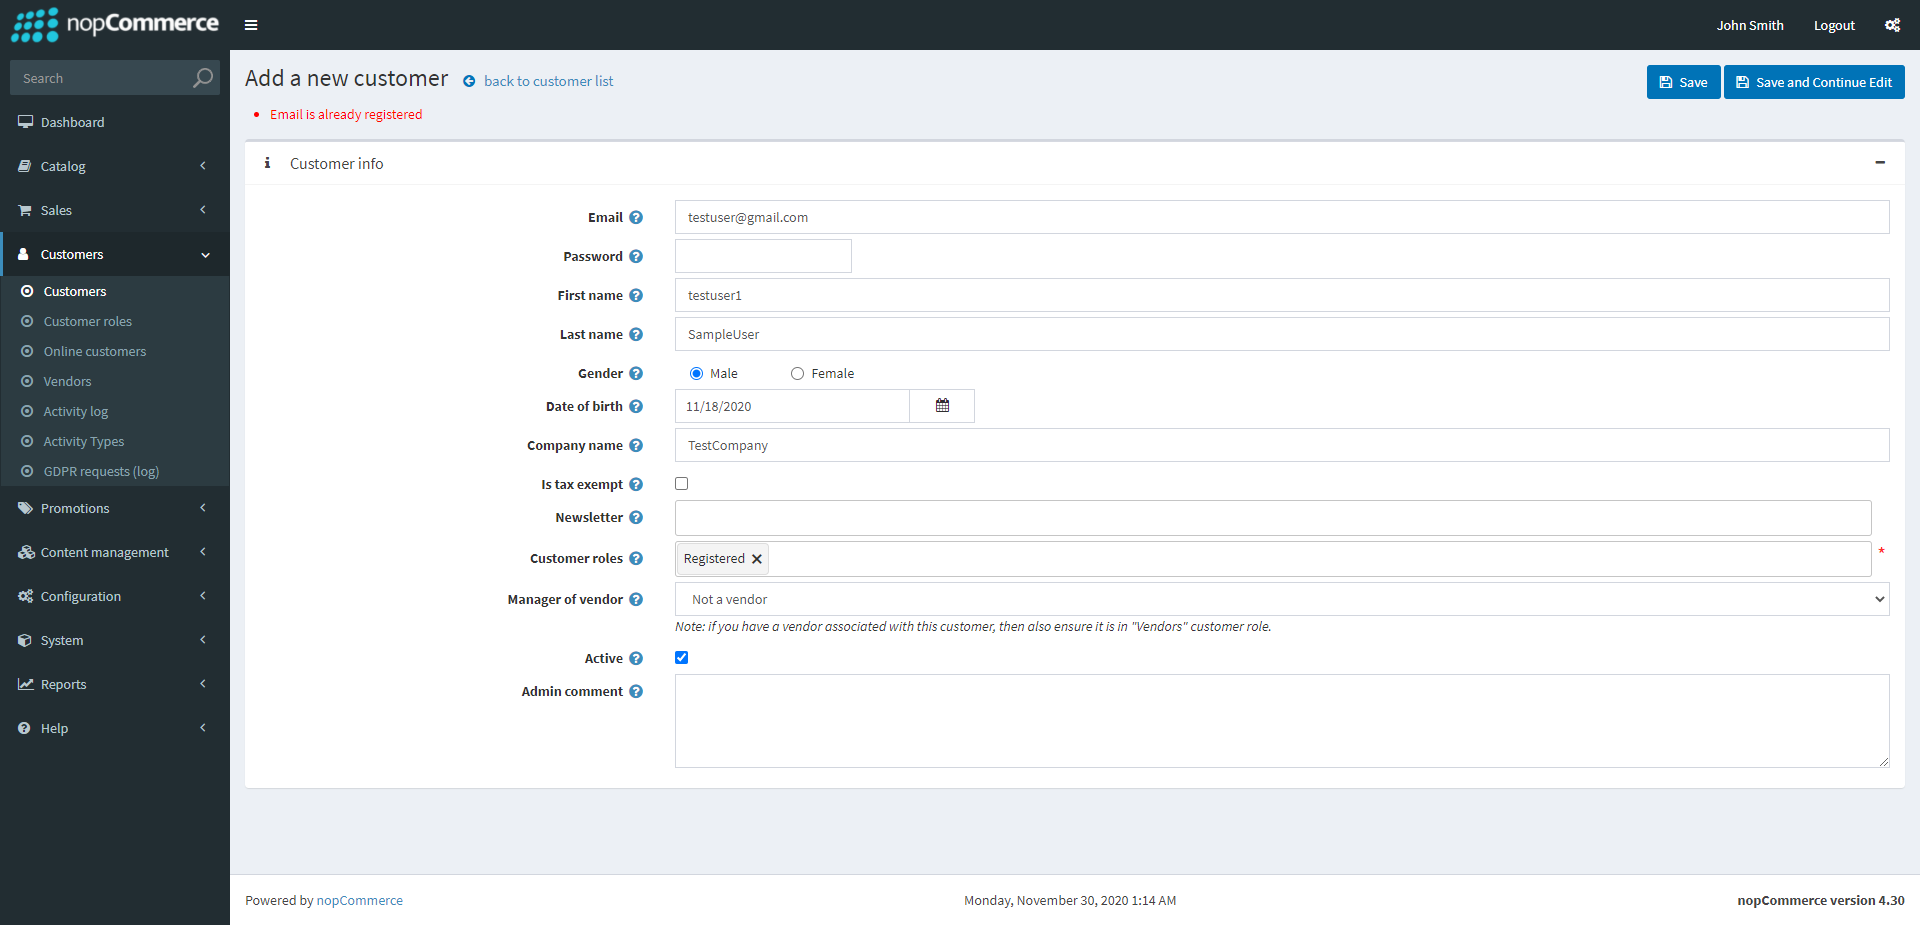 nopCommerce
John Smith
Logout
Search
Dashboard
Catalog
Sales
Customers
Customers
Customer roles
Online customers
Vendors
Activity log
Activity Types
GDPR requests (log)
Promotions
Content management
Configuration
System
Reports
Help
Add a new customer
back to customer list
Save
Save and Continue Edit
Email is already registered
Customer info
Email
testuser@gmail.com
Password
First name
testuser1
Last name
SampleUser
Gender
Male
Female
Date of birth
11/18/2020
Company name
TestCompany
Is tax exempt
Newsletter
Customer roles
Registered
*
Manager of vendor
Not a vendor
Note: if you have a vendor associated with this customer, then also ensure it is in "Vendors" customer role.
Active
Admin comment
Powered by nopCommerce
Monday, November 30, 2020 1:14 AM
nopCommerce version 4.30